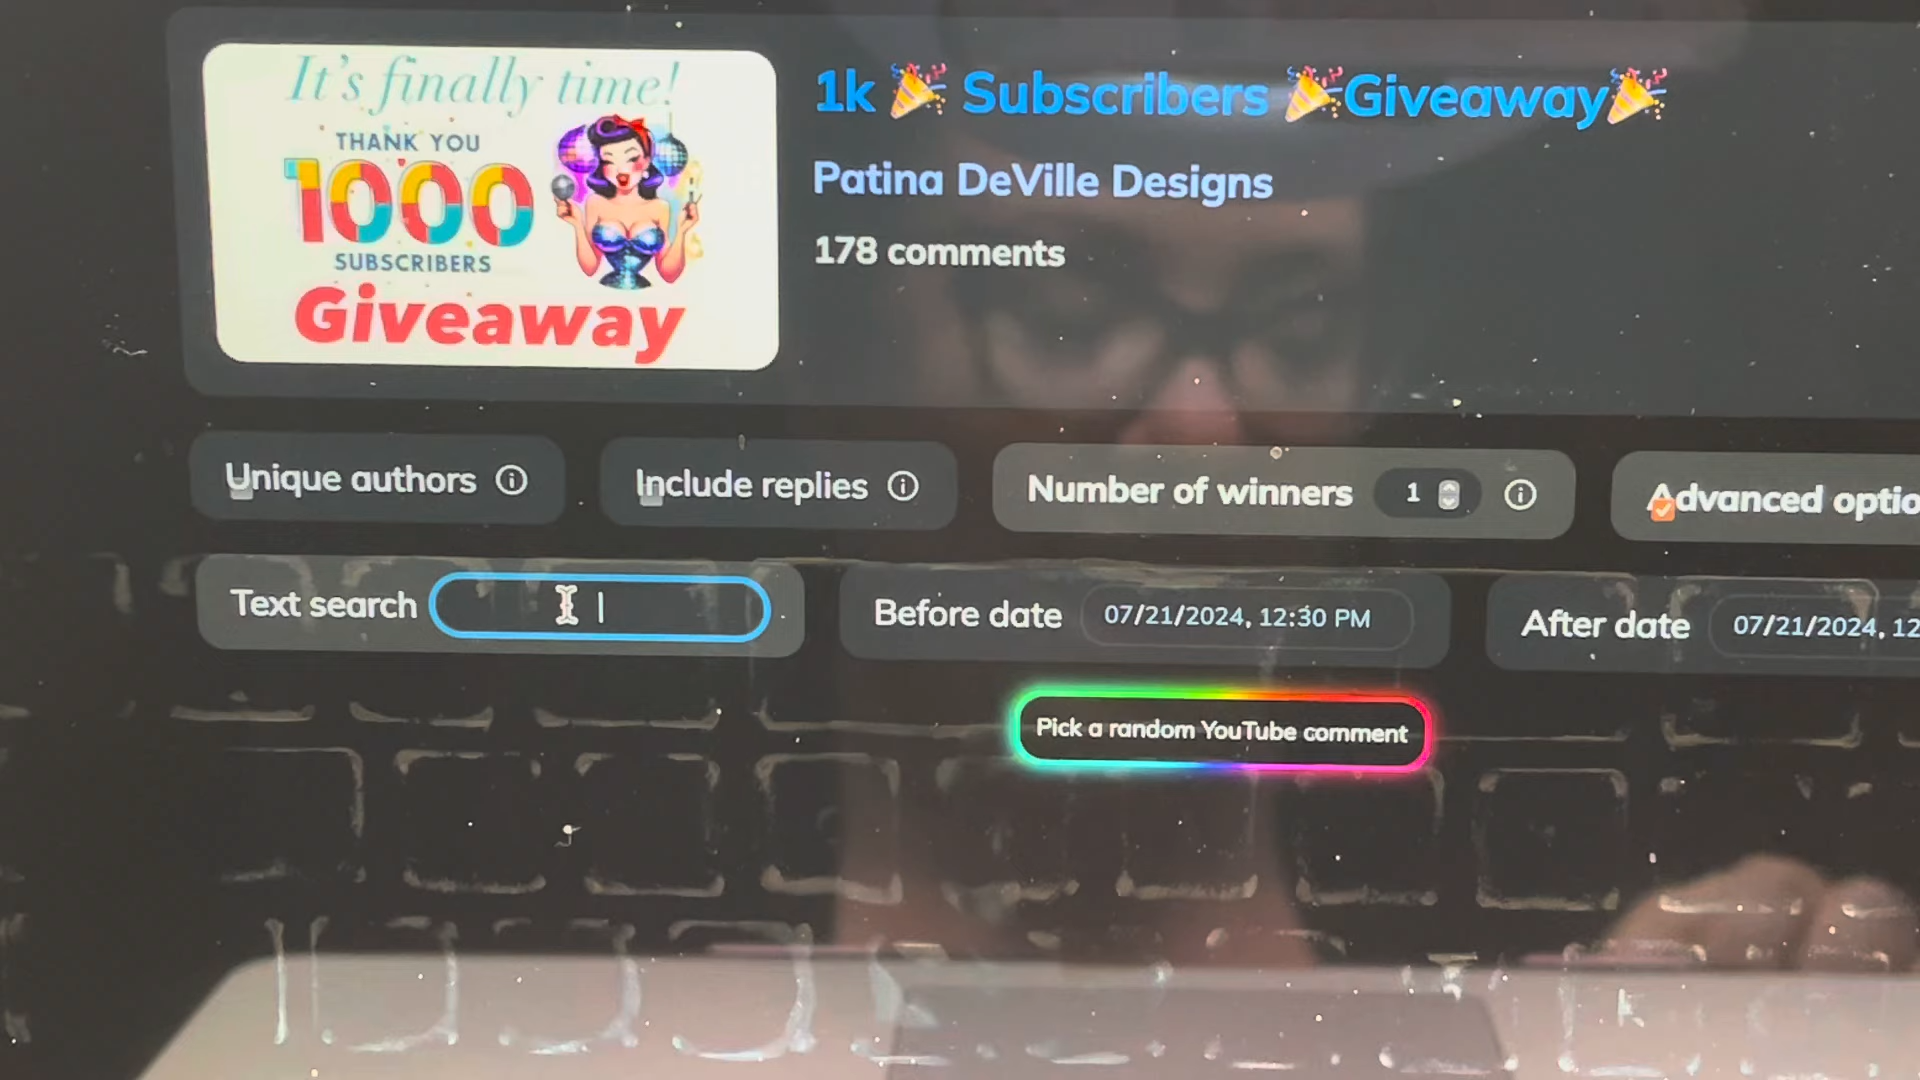 It's finally time!
THANK YOU
1000
SUBSCRIBERS
Giveaway
1k 🎉 Subscribers 🎉Giveaway🎉
Patina DeVille Designs
178 comments
Unique authors
Include replies
Number of winners 1
Advanced optio
Text search
Before date 07/21/2024, 12:30 PM
After date 07/21/2024, 12
Pick a random YouTube comment